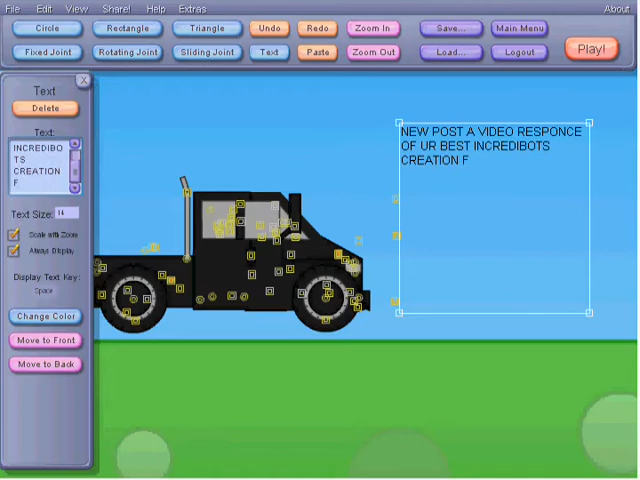 File Edit View Share! Help Extras About
Circle Rectangle Triangle Undo Redo Zoom In Save... Main Menu
Fixed Joint Rotating Joint Sliding Joint Text Paste Zoom Out Load... Logout
Play!
X
Text
Delete
Text:
INCREDIBO
TS
CREATION
F
Text Size: 14
Scale with Zoom
Always Display
Display Text Key:
Space
Change Color
Move to Front
Move to Back
NEW POST A VIDEO RESPONCE
OF UR BEST INCREDIBOTS
CREATION F